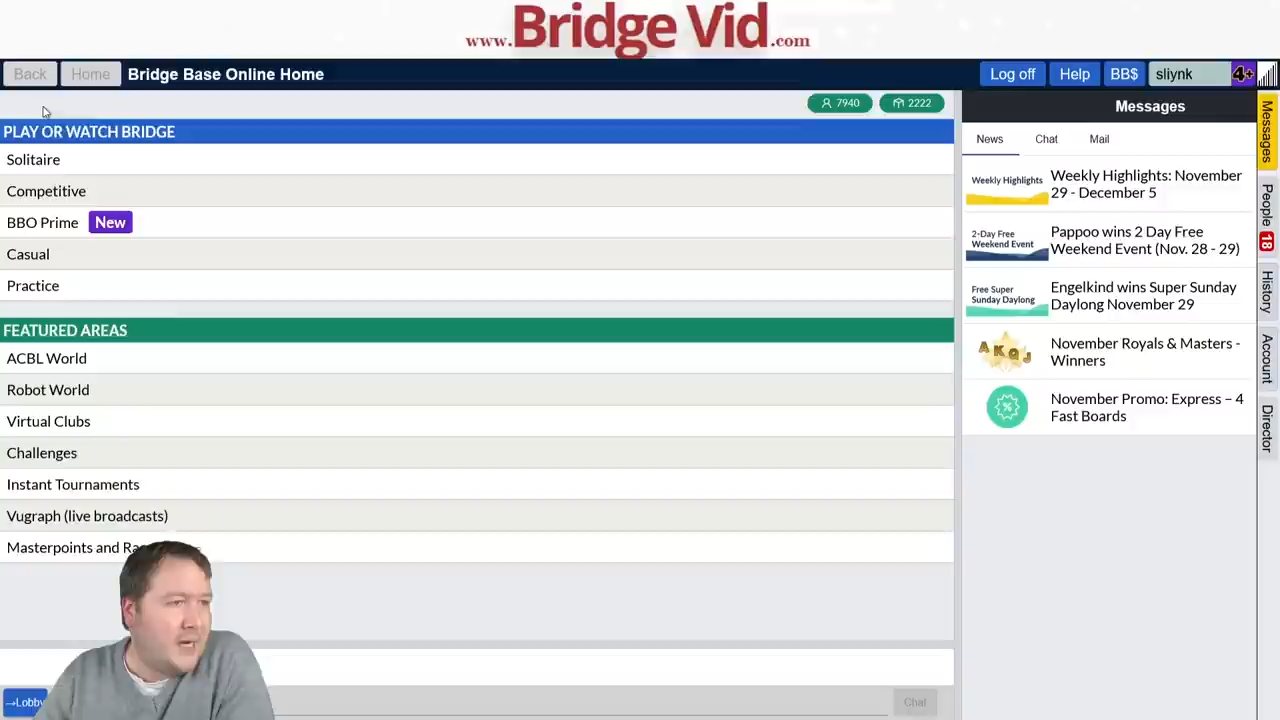 www.Bridge Vid.com
Back
Home
Bridge Base Online Home
Log off
Help
BB$
sliynk
4+
7940
2222
PLAY OR WATCH BRIDGE
Solitaire
Competitive
BBO Prime New
Casual
Practice
FEATURED AREAS
ACBL World
Robot World
Virtual Clubs
Challenges
Instant Tournaments
Vugraph (live broadcasts)
Masterpoints and
→Lobby
Chat
Messages
News
Chat
Mail
Weekly Highlights
Weekly Highlights: November
29 - December 5
2-Day Free
Weekend Event
Pappoo wins 2 Day Free
Weekend Event (Nov. 28 - 29)
Free Super
Sunday Daylong
Engelkind wins Super Sunday
Daylong November 29
A K Q J
November Royals & Masters -
Winners
%
November Promo: Express – 4
Fast Boards
Messages
People 18
History
Account
Director